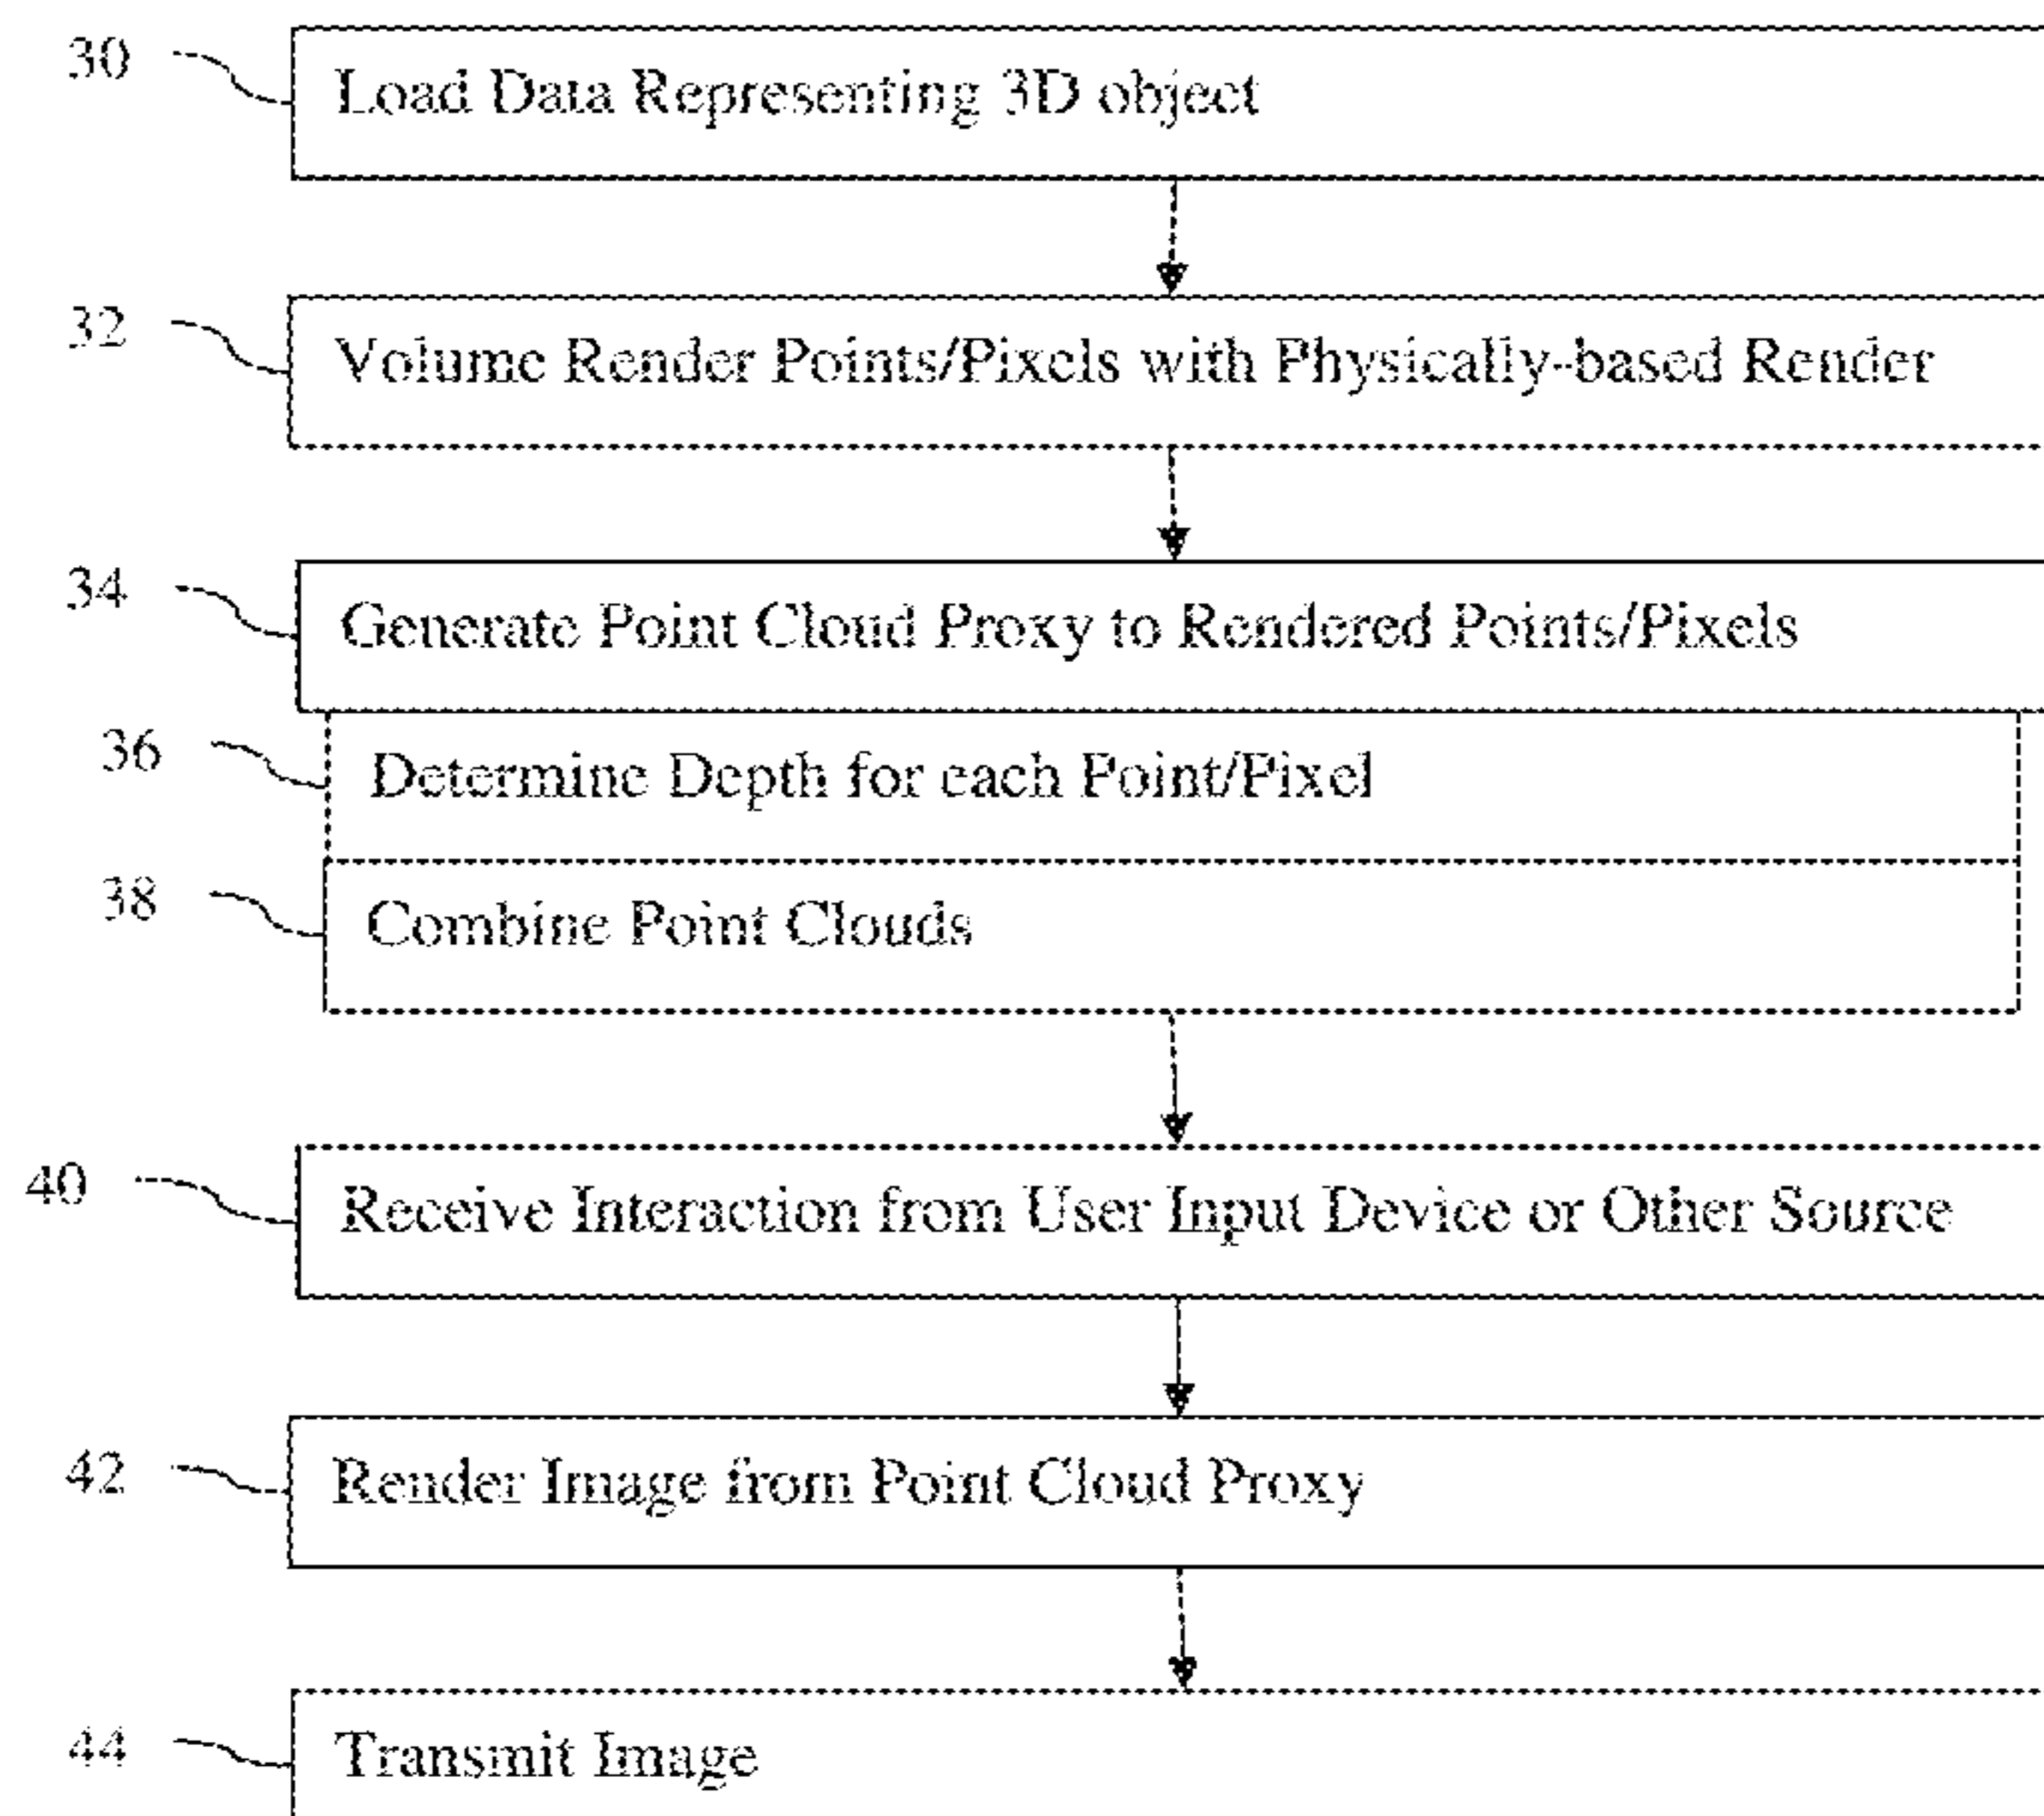 30 Load Data Representing 3D object
32 Volume Render Points/Pixels with Physically-based Render
34 Generate Point Cloud Proxy to Rendered Points/Pixels
36 Determine Depth for each Point/Pixel
38 Combine Point Clouds
40 Receive Interaction from User Input Device or Other Source
42 Render Image from Point Cloud Proxy
44 Transmit Image